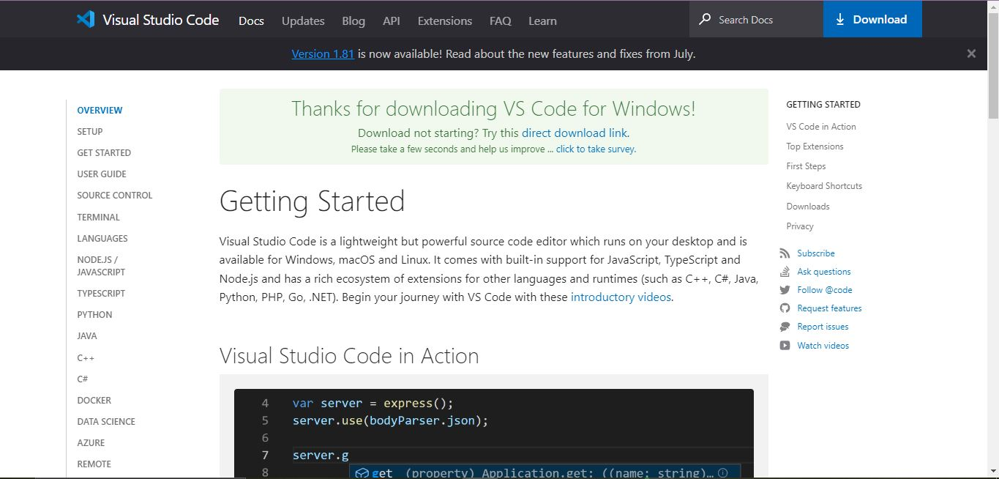 Visual Studio Code Docs Updates Blog API Extensions FAQ Learn Search Docs Download
Version 1.81 is now available! Read about the new features and fixes from July.
OVERVIEW
SETUP
GET STARTED
USER GUIDE
SOURCE CONTROL
TERMINAL
LANGUAGES
NODE.JS /
JAVASCRIPT
TYPESCRIPT
PYTHON
JAVA
C++
C#
DOCKER
DATA SCIENCE
AZURE
REMOTE
Thanks for downloading VS Code for Windows!
Download not starting? Try this direct download link.
Please take a few seconds and help us improve ... click to take survey.
Getting Started
Visual Studio Code is a lightweight but powerful source code editor which runs on your desktop and is
available for Windows, macOS and Linux. It comes with built-in support for JavaScript, TypeScript and
Node.js and has a rich ecosystem of extensions for other languages and runtimes (such as C++, C#, Java,
Python, PHP, Go, .NET). Begin your journey with VS Code with these introductory videos.
Visual Studio Code in Action
4 var server = express();
5 server.use(bodyParser.json);
6
7 server.g
8 get (property) Application.get: ((name: string)…
GETTING STARTED
VS Code in Action
Top Extensions
First Steps
Keyboard Shortcuts
Downloads
Privacy
Subscribe
Ask questions
Follow @code
Request features
Report issues
Watch videos